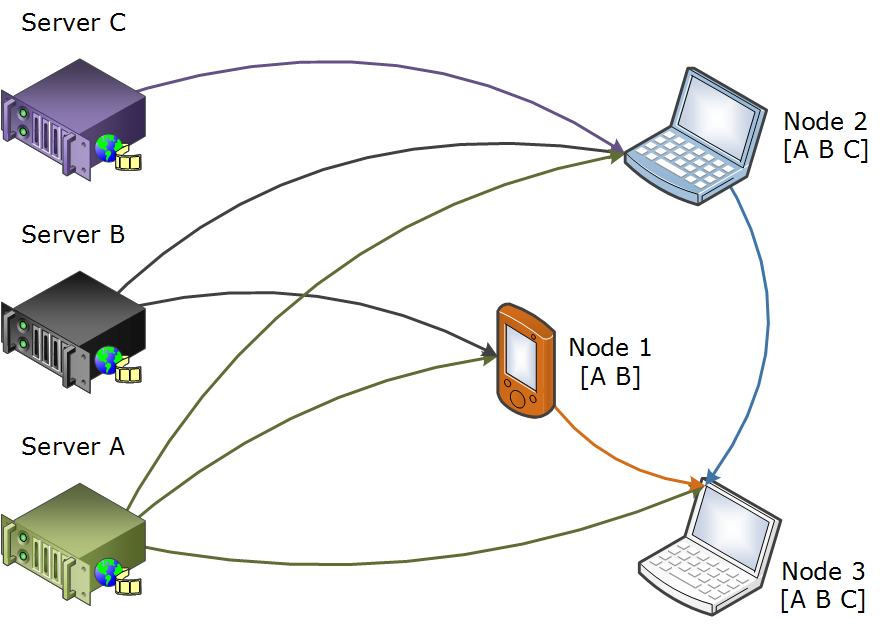 Server C
Node 2
[A B C]
Server B
Node 1
[A B]
Server A
Node 3
[A B C]